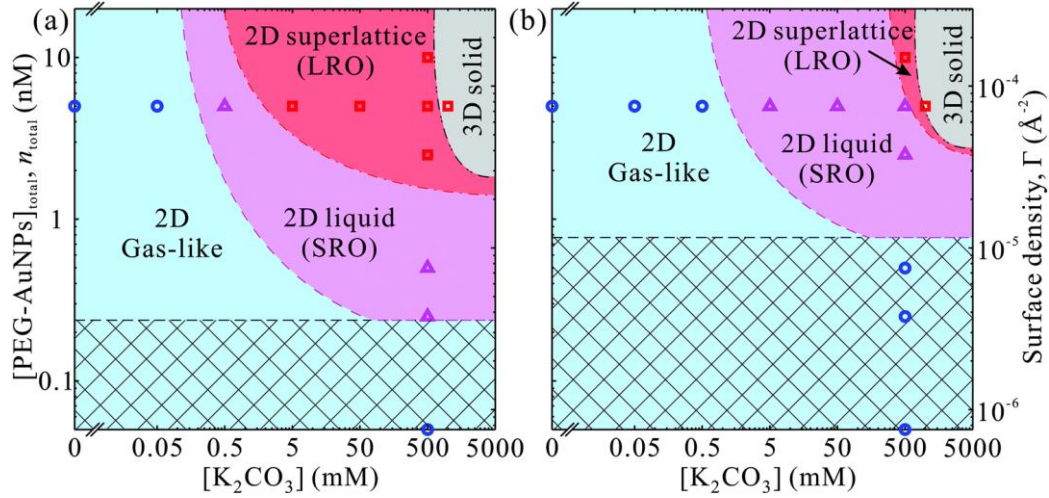 (a)
2D superlattice
(LRO)
3D solid
2D
Gas-like
2D liquid
(SRO)
10
1
0.1
[PEG-AuNPs]total, ntotal (nM)
0 0.05 0.5 5 50 500 5000
[K2CO3] (mM)
(b)
2D superlattice
(LRO)
3D solid
2D
Gas-like
2D liquid
(SRO)
10-4
10-5
10-6
Surface density, Γ (Å-2)
0 0.05 0.5 5 50 500 5000
[K2CO3] (mM)